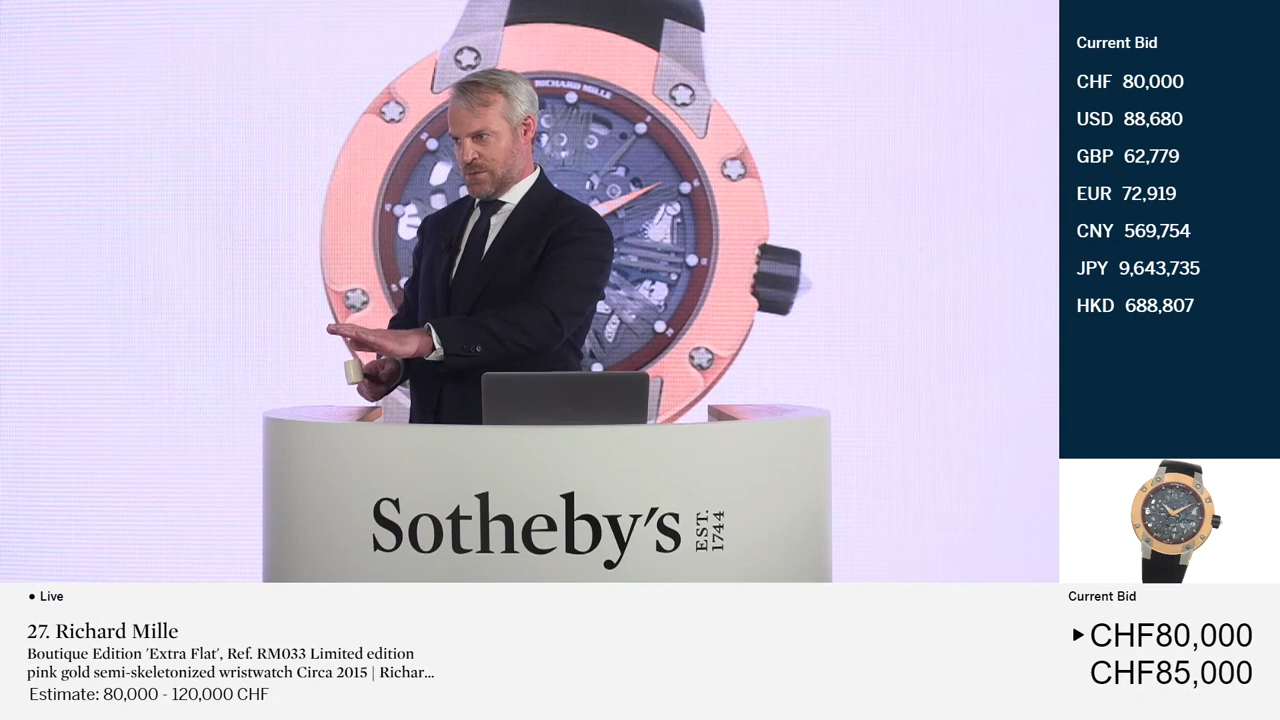 RICHARD MILLE
Sotheby's EST. 1744
Current Bid
CHF 80,000
USD 88,680
GBP 62,779
EUR 72,919
CNY 569,754
JPY 9,643,735
HKD 688,807
• Live
27. Richard Mille
Boutique Edition 'Extra Flat', Ref. RM033 Limited edition
pink gold semi-skeletonized wristwatch Circa 2015 | Richar...
Estimate: 80,000 - 120,000 CHF
Current Bid
CHF80,000
CHF85,000